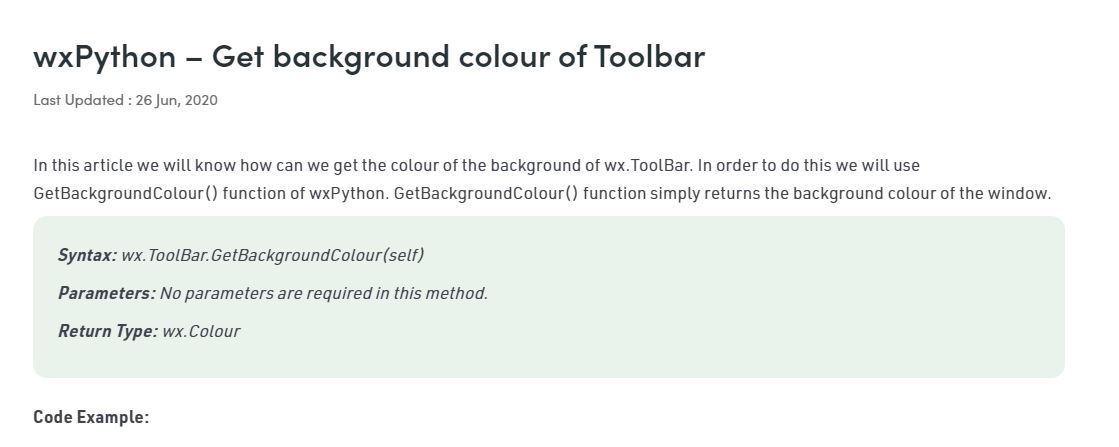 wxPython – Get background colour of Toolbar
Last Updated : 26 Jun, 2020
In this article we will know how can we get the colour of the background of wx.ToolBar. In order to do this we will use
GetBackgroundColour() function of wxPython. GetBackgroundColour() function simply returns the background colour of the window.
Syntax: wx.ToolBar.GetBackgroundColour(self)
Parameters: No parameters are required in this method.
Return Type: wx.Colour
Code Example: